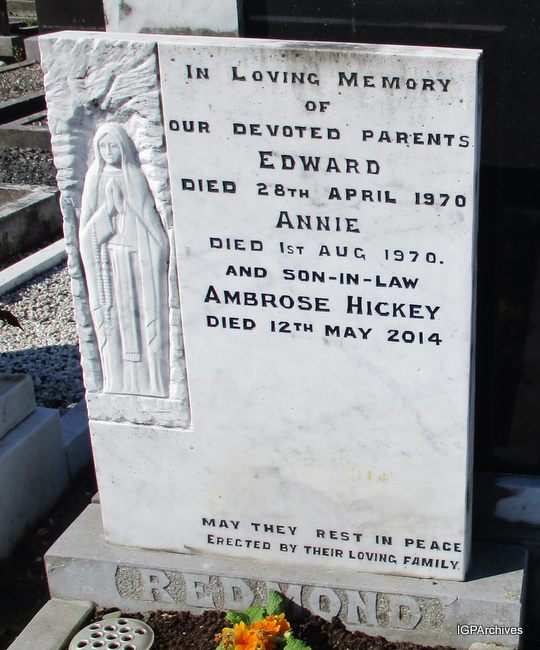 In Loving Memory
of
our devoted parents
Edward
died 28th April 1970
Annie
died 1st Aug 1970.
and son-in-law
Ambrose Hickey
died 12th May 2014
may they rest in peace
Erected by their loving family.
REDMOND
IGPArchives